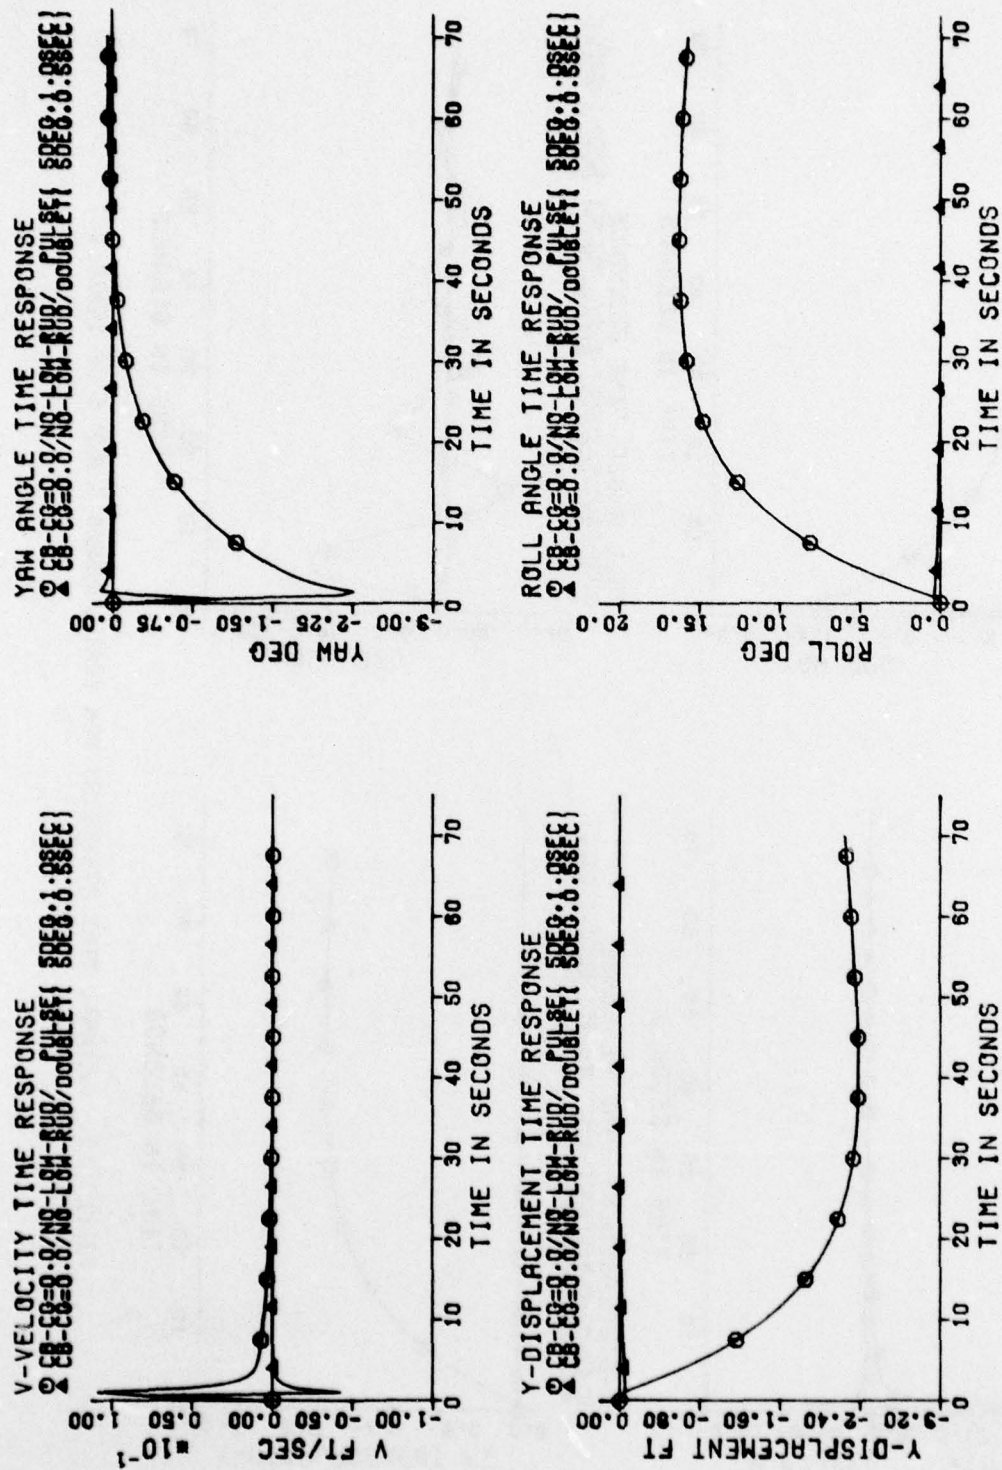 V-VELOCITY TIME RESPONSE
CB-CG=0.0/NO-LOW-RUD/ PULSE( 5DEG:1.0SEC)
CB-CG=0.0/NO-LOW-RUD/DOUBLET( 5DEG:0.5SEC)
V FT/SEC
*10⁻¹
1.00
0.50
0.00
-0.50
-1.00
0 10 20 30 40 50 60 70
TIME IN SECONDS
YAW ANGLE TIME RESPONSE
CB-CG=0.0/NO-LOW-RUD/ PULSE( 5DEG:1.0SEC)
CB-CG=0.0/NO-LOW-RUD/DOUBLET( 5DEG:0.5SEC)
YAW DEG
0.00
-0.75
-1.50
-2.25
-3.00
0 10 20 30 40 50 60 70
TIME IN SECONDS
Y-DISPLACEMENT TIME RESPONSE
CB-CG=0.0/NO-LOW-RUD/ PULSE( 5DEG:1.0SEC)
CB-CG=0.0/NO-LOW-RUD/DOUBLET( 5DEG:0.5SEC)
Y-DISPLACEMENT FT
0.00
-0.80
-1.60
-2.40
-3.20
0 10 20 30 40 50 60 70
TIME IN SECONDS
ROLL ANGLE TIME RESPONSE
CB-CG=0.0/NO-LOW-RUD/ PULSE( 5DEG:1.0SEC)
CB-CG=0.0/NO-LOW-RUD/DOUBLET( 5DEG:0.5SEC)
ROLL DEG
20.0
15.0
10.0
5.0
0.0
0 10 20 30 40 50 60 70
TIME IN SECONDS